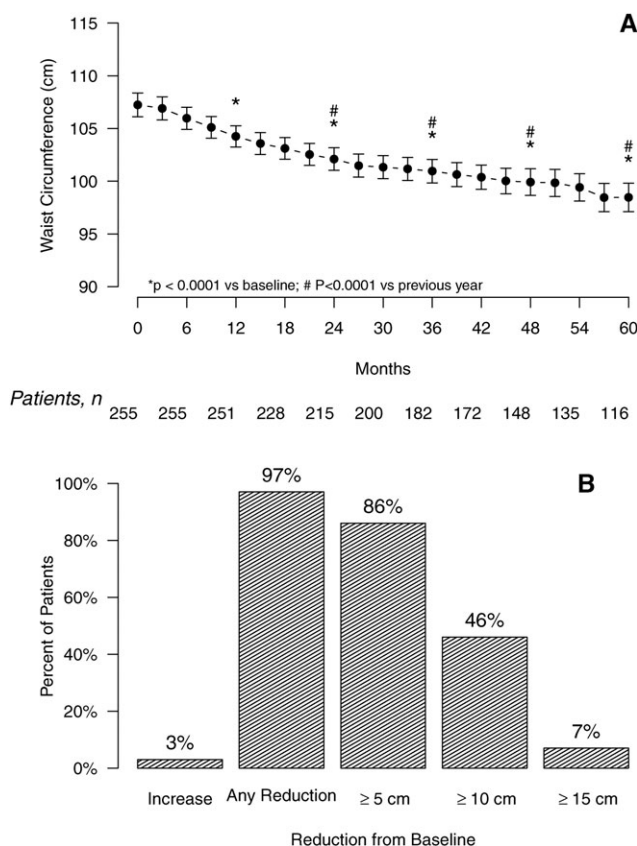 A
115
110
105
100
95
90
Waist Circumference (cm)
*
#
*
#
*
#
*
#
*
*p < 0.0001 vs baseline; # P<0.0001 vs previous year
0 6 12 18 24 30 36 42 48 54 60
Months
Patients, n
255 255 251 228 215 200 182 172 148 135 116
B
100%
80%
60%
40%
20%
0%
Percent of Patients
3%
97%
86%
46%
7%
Increase Any Reduction ≥ 5 cm ≥ 10 cm ≥ 15 cm
Reduction from Baseline